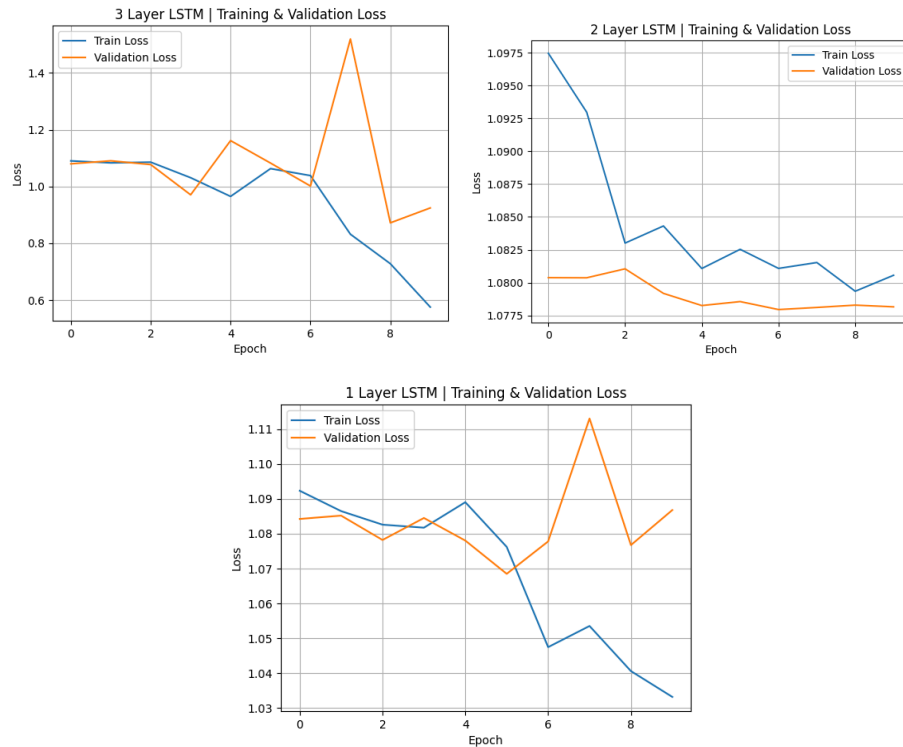 3 Layer LSTM | Training & Validation Loss
Train Loss
Validation Loss
1.4
1.2
1.0
0.8
0.6
Loss
0 2 4 6 8
Epoch
2 Layer LSTM | Training & Validation Loss
Train Loss
Validation Loss
1.0975
1.0950
1.0925
1.0900
1.0875
1.0850
1.0825
1.0800
1.0775
Loss
0 2 4 6 8
Epoch
1 Layer LSTM | Training & Validation Loss
Train Loss
Validation Loss
1.11
1.10
1.09
1.08
1.07
1.06
1.05
1.04
1.03
Loss
0 2 4 6 8
Epoch